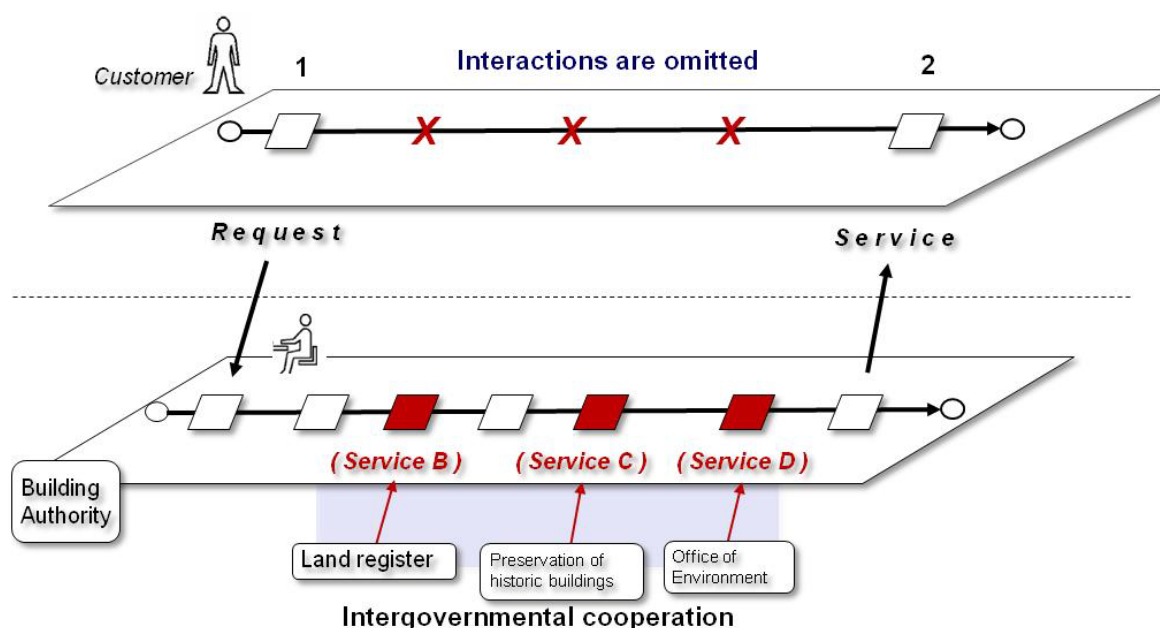 Customer
1
Interactions are omitted
2
X X X
Request
Service
(Service B)
(Service C)
(Service D)
Building
Authority
Land register
Preservation of
historic buildings
Office of
Environment
Intergovernmental cooperation